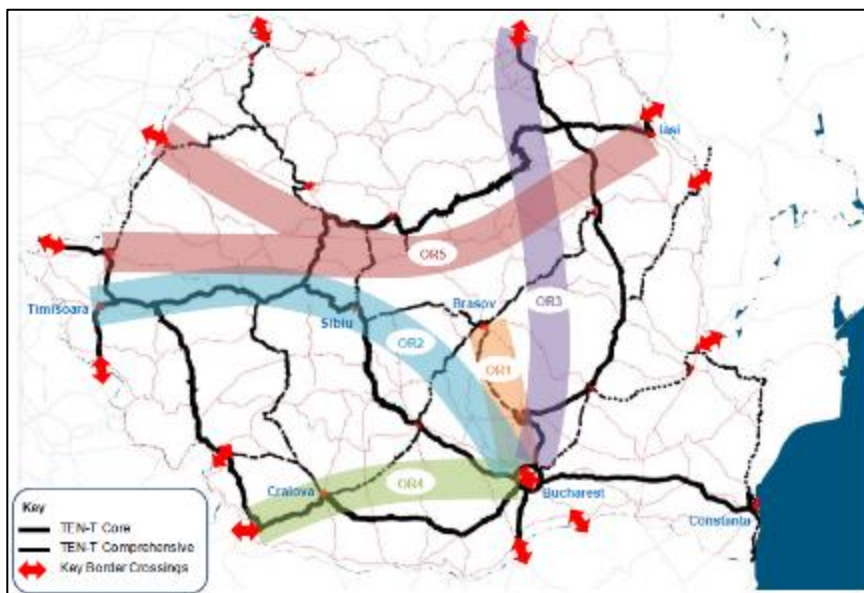 Iasi
OR5
Brasov
OR3
Timisoara
Sibiu
OR2
OR1
Craiova
OR4
Bucharest
Constanta
Key
TEN-T Core
TEN-T Comprehensive
Key Border Crossings